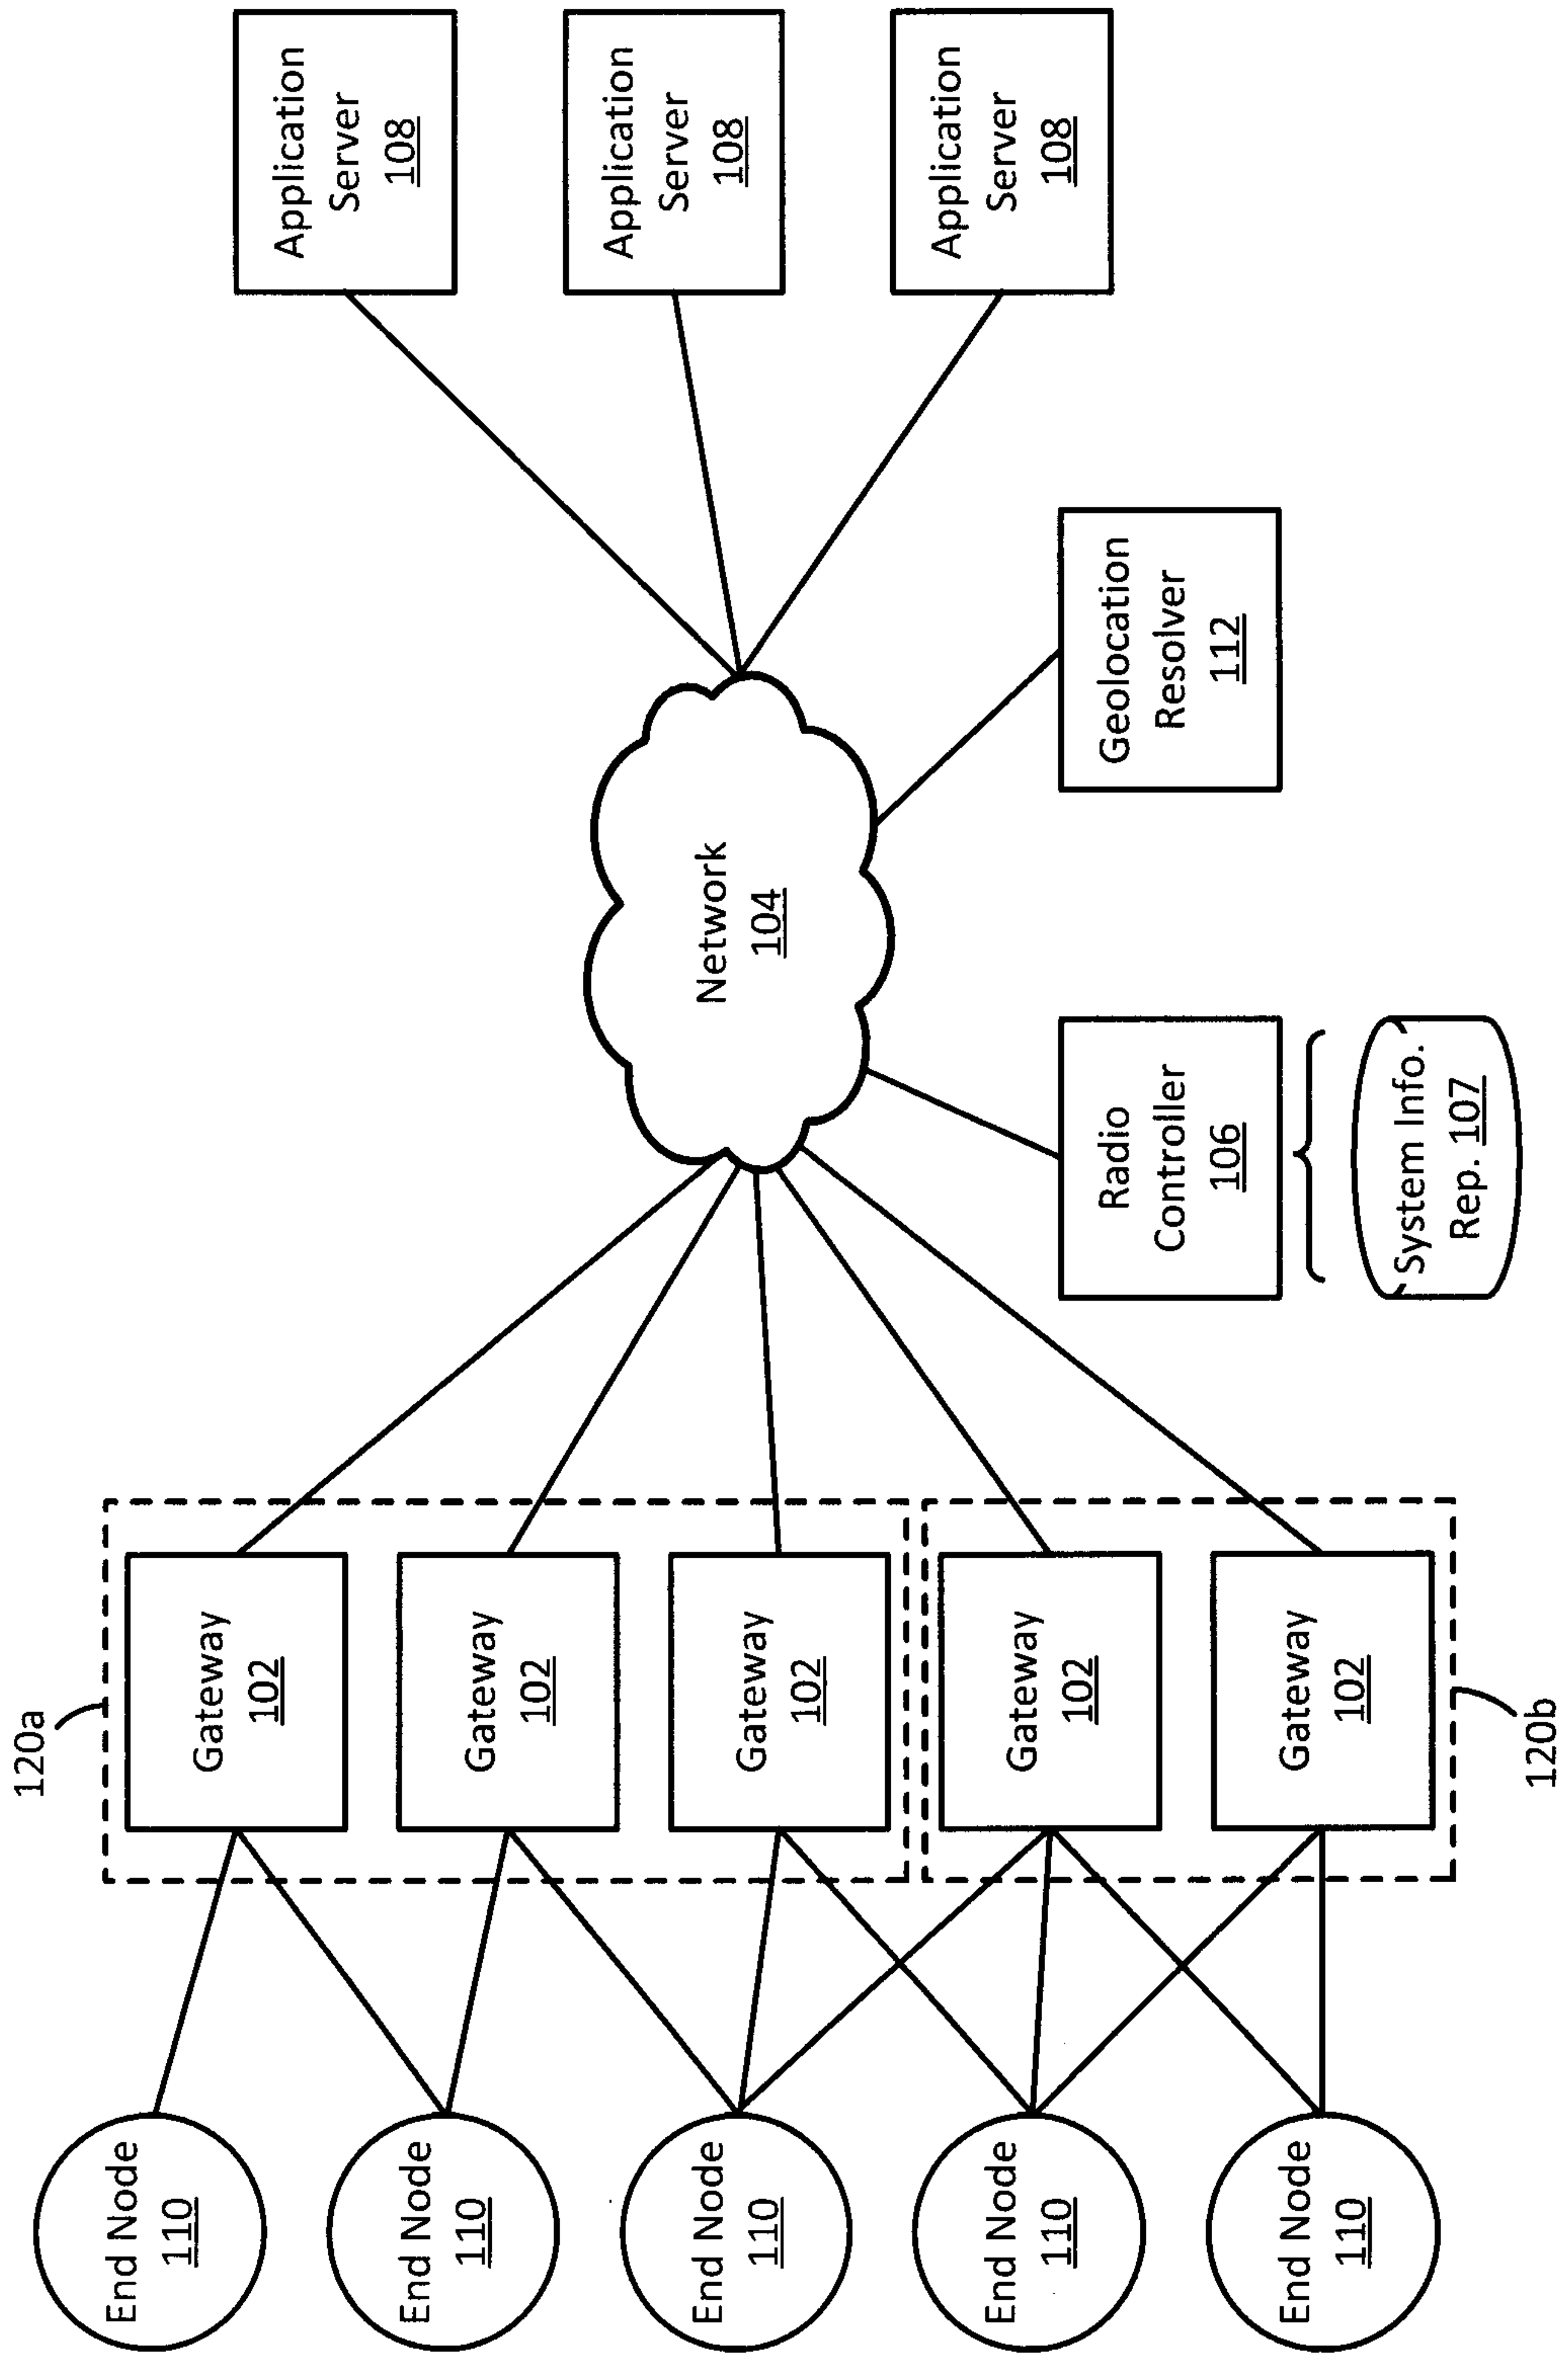 120a
End Node
110
End Node
110
End Node
110
End Node
110
End Node
110
Gateway
102
Gateway
102
Gateway
102
Gateway
102
Gateway
102
120b
Network
104
Radio
Controller
106
System Info.
Rep. 107
Geolocation
Resolver
112
Application
Server
108
Application
Server
108
Application
Server
108